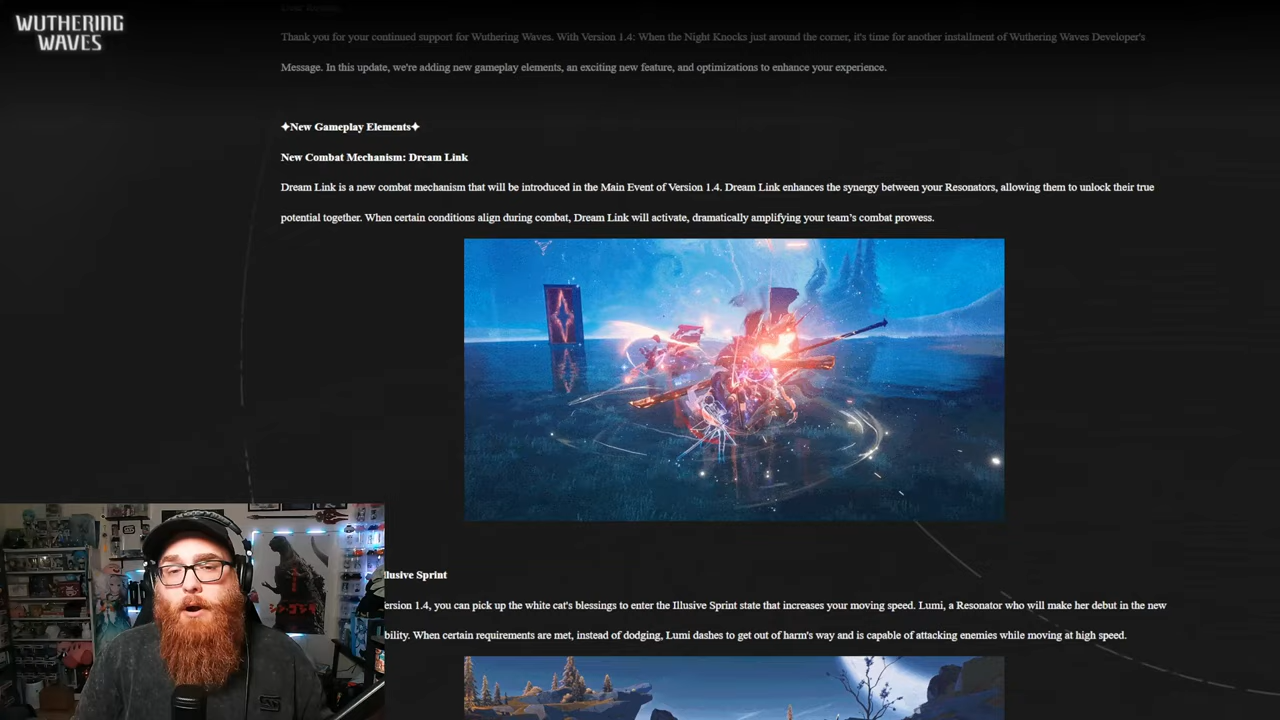 WUTHERING
WAVES
Dear Rovers,
Thank you for your continued support for Wuthering Waves. With Version 1.4: When the Night Knocks just around the corner, it's time for another installment of Wuthering Waves Developer's
Message. In this update, we're adding new gameplay elements, an exciting new feature, and optimizations to enhance your experience.
✦New Gameplay Elements✦
New Combat Mechanism: Dream Link
Dream Link is a new combat mechanism that will be introduced in the Main Event of Version 1.4. Dream Link enhances the synergy between your Resonators, allowing them to unlock their true
potential together. When certain conditions align during combat, Dream Link will activate, dramatically amplifying your team’s combat prowess.
llusive Sprint
ersion 1.4, you can pick up the white cat's blessings to enter the Illusive Sprint state that increases your moving speed. Lumi, a Resonator who will make her debut in the new
bility. When certain requirements are met, instead of dodging, Lumi dashes to get out of harm's way and is capable of attacking enemies while moving at high speed.
シン・ゴジラ